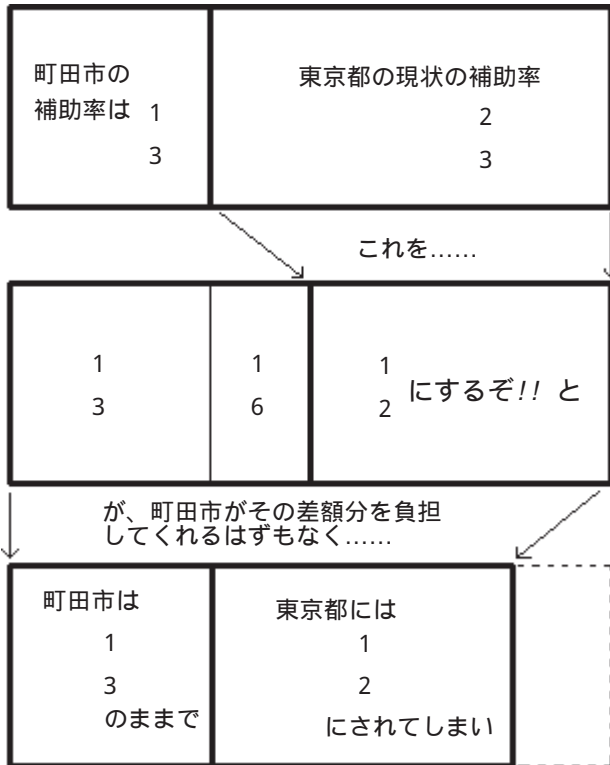 町田市の
補助率は 1
3
東京都の現状の補助率
2
3
これを……
1
3
1
6
1
2
にするぞ!! と
が、町田市がその差額分を負担
してくれるはずもなく……
町田市は
1
3
のままで
東京都には
1
2
にされてしまい